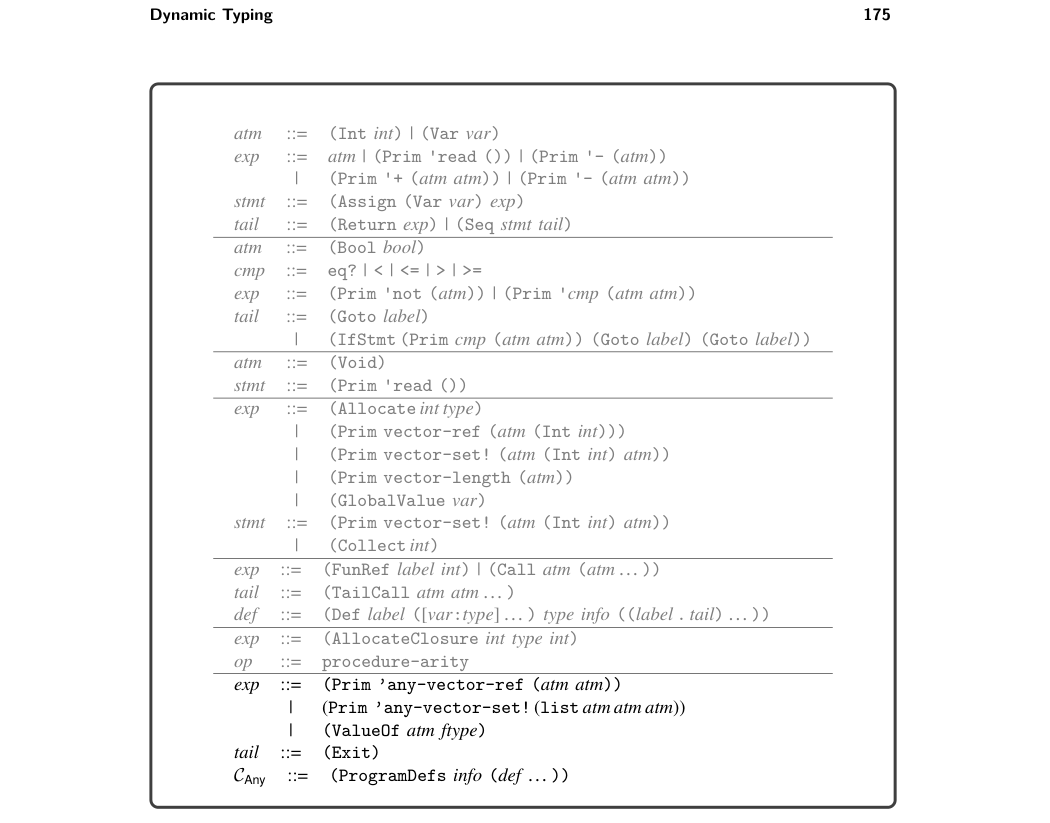 Dynamic Typing 175
atm ::= (Int int) | (Var var)
exp ::= atm | (Prim 'read ()) | (Prim '- (atm))
| (Prim '+ (atm atm)) | (Prim '- (atm atm))
stmt ::= (Assign (Var var) exp)
tail ::= (Return exp) | (Seq stmt tail)
atm ::= (Bool bool)
cmp ::= eq? | < | <= | > | >=
exp ::= (Prim 'not (atm)) | (Prim 'cmp (atm atm))
tail ::= (Goto label)
| (IfStmt (Prim cmp (atm atm)) (Goto label) (Goto label))
atm ::= (Void)
stmt ::= (Prim 'read ())
exp ::= (Allocate int type)
| (Prim vector-ref (atm (Int int)))
| (Prim vector-set! (atm (Int int) atm))
| (Prim vector-length (atm))
| (GlobalValue var)
stmt ::= (Prim vector-set! (atm (Int int) atm))
| (Collect int)
exp ::= (FunRef label int) | (Call atm (atm ...))
tail ::= (TailCall atm atm ...)
def ::= (Def label ([var:type] ...) type info ((label . tail) ...))
exp ::= (AllocateClosure int type int)
op ::= procedure-arity
exp ::= (Prim ’any-vector-ref (atm atm))
| (Prim ’any-vector-set! (list atm atm atm))
| (ValueOf atm ftype)
tail ::= (Exit)
CAny ::= (ProgramDefs info (def ...))